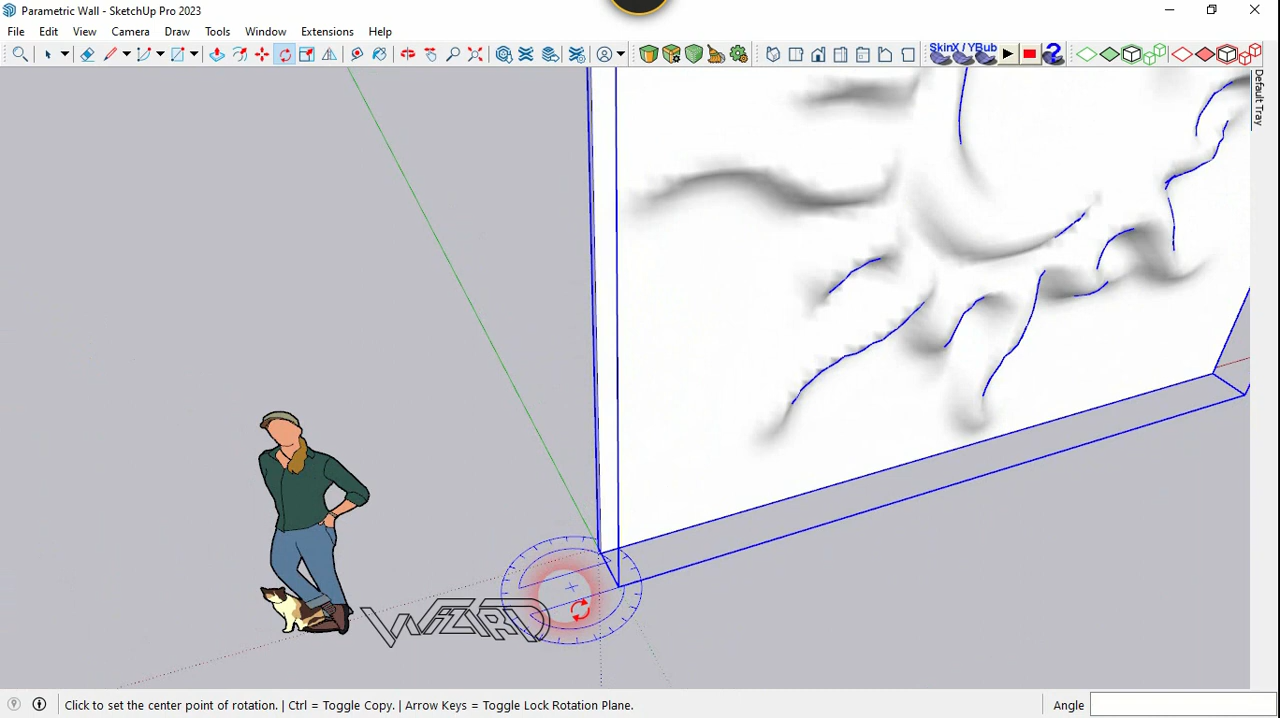 Parametric Wall - SketchUp Pro 2023
File Edit View Camera Draw Tools Window Extensions Help
SkinX / YBub
Default Tray
WIZARD
Click to set the center point of rotation. | Ctrl = Toggle Copy. | Arrow Keys = Toggle Lock Rotation Plane.
Angle